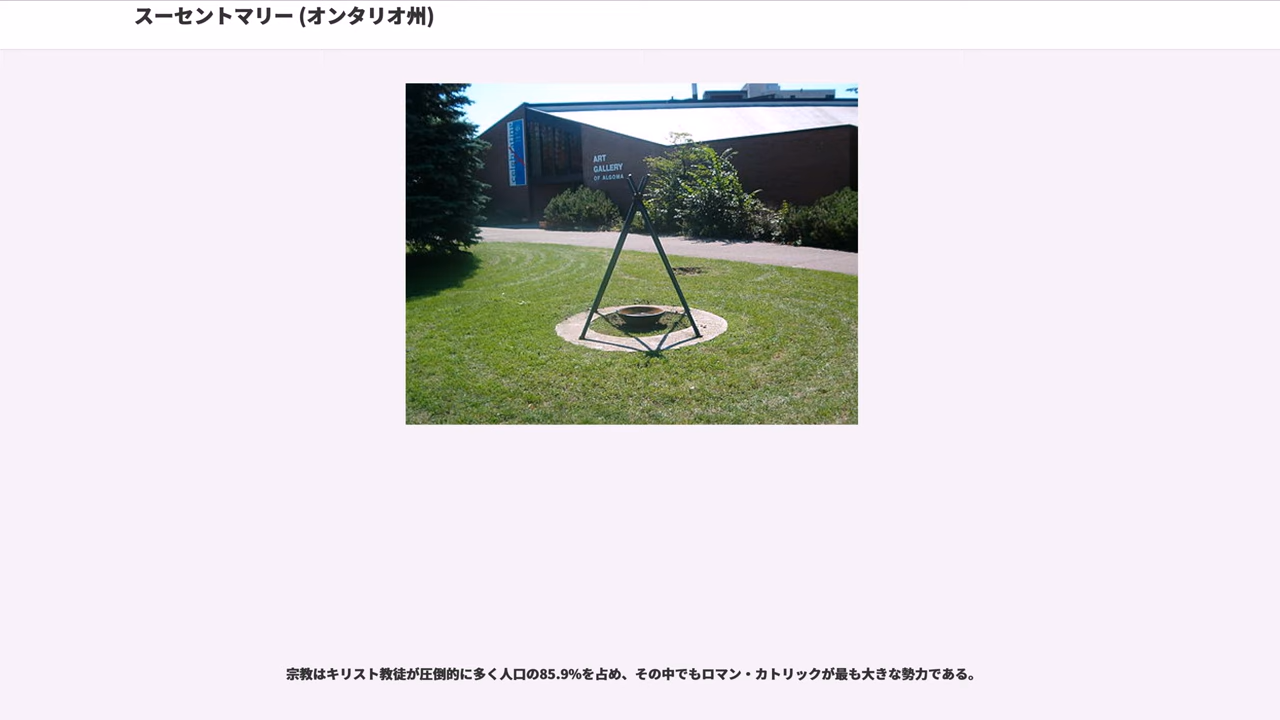 スーセントマリー (オンタリオ州)
ART
GALLERY
OF ALGOMA
宗教はキリスト教徒が圧倒的に多く人口の85.9%を占め、その中でもロマン・カトリックが最も大きな勢力である。